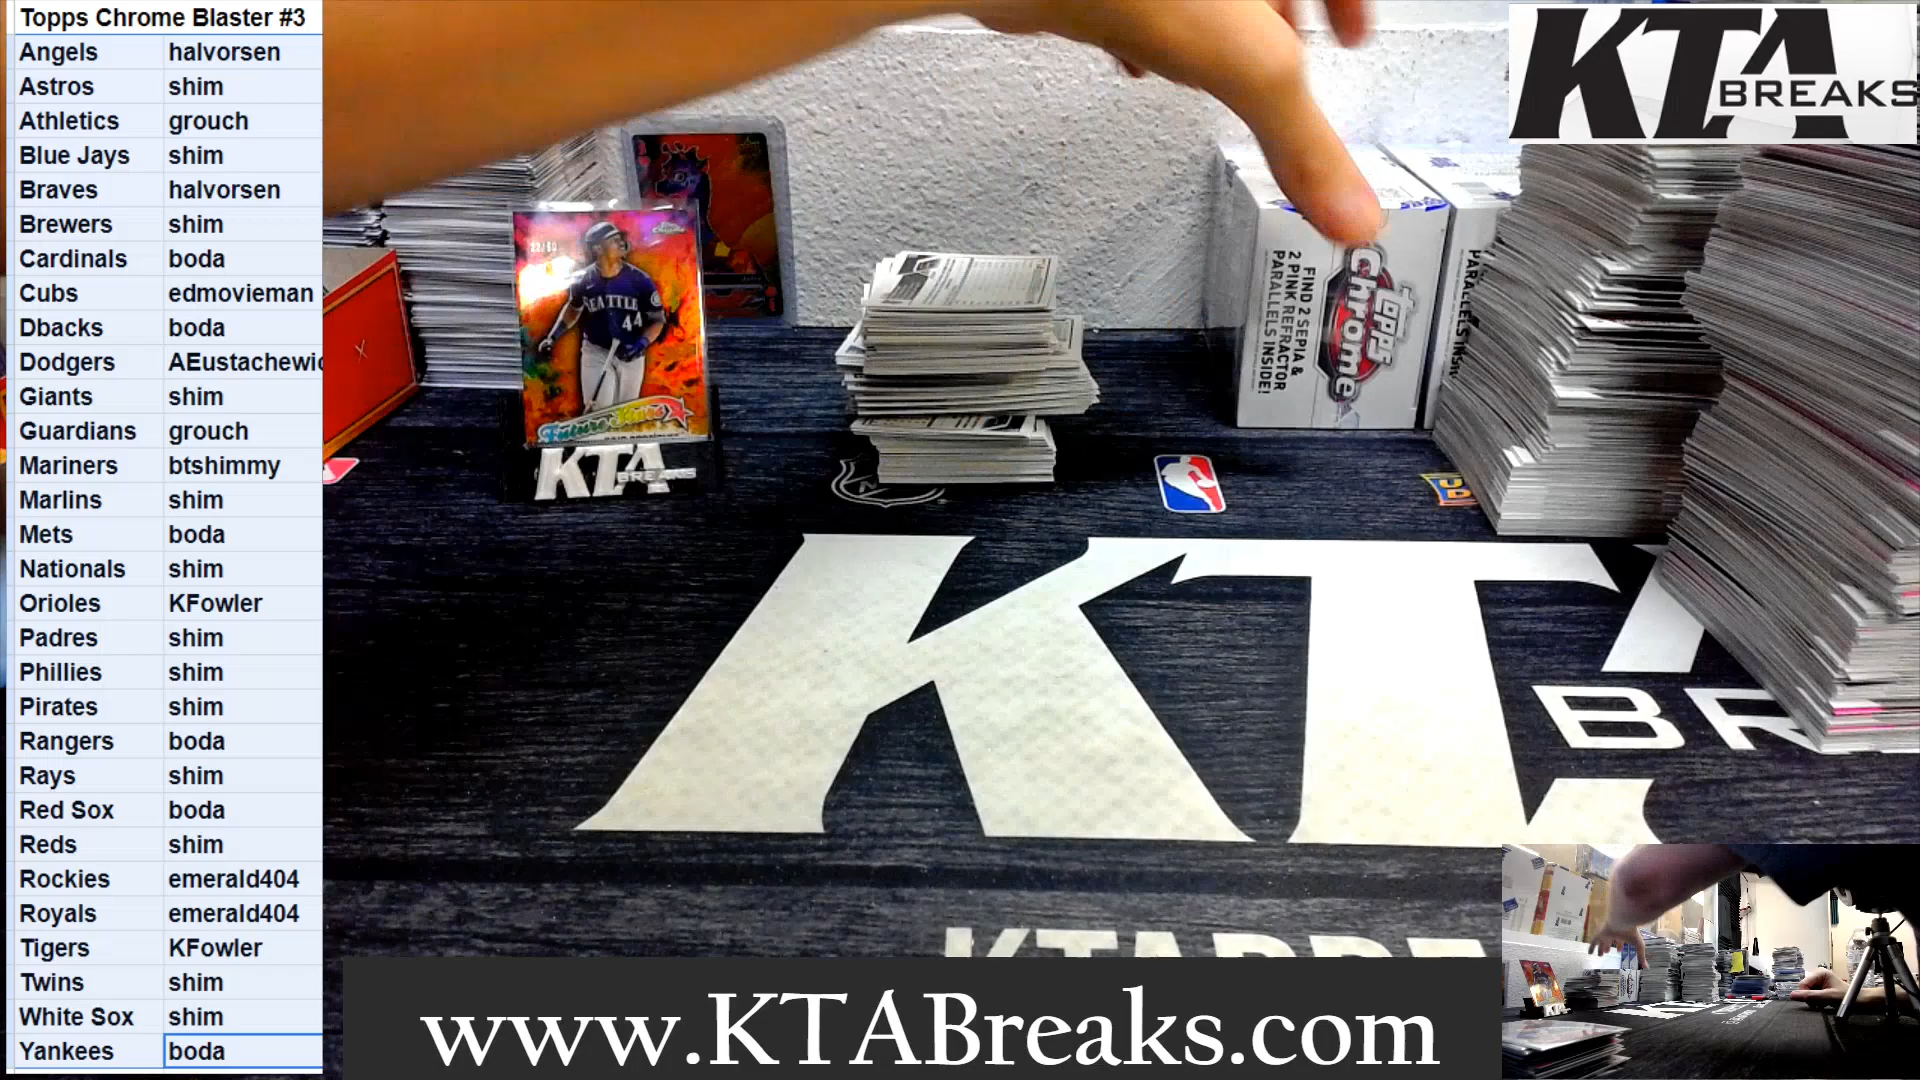 Topps Chrome Blaster #3
Angels halvorsen
Astros shim
Athletics grouch
Blue Jays shim
Braves halvorsen
Brewers shim
Cardinals boda
Cubs edmovieman
Dbacks boda
Dodgers AEustachewic
Giants shim
Guardians grouch
Mariners btshimmy
Marlins shim
Mets boda
Nationals shim
Orioles KFowler
Padres shim
Phillies shim
Pirates shim
Rangers boda
Rays shim
Red Sox boda
Reds shim
Rockies emerald404
Royals emerald404
Tigers KFowler
Twins shim
White Sox shim
Yankees boda
KTA
BREAKS
SEATTLE
44
Future Stars
KTA
BREAKS
FIND 2 SEPIA &
2 PINK REFRACTOR
PARALLELS INSIDE!
topps
chrome
KT
BR
www.KTABreaks.com